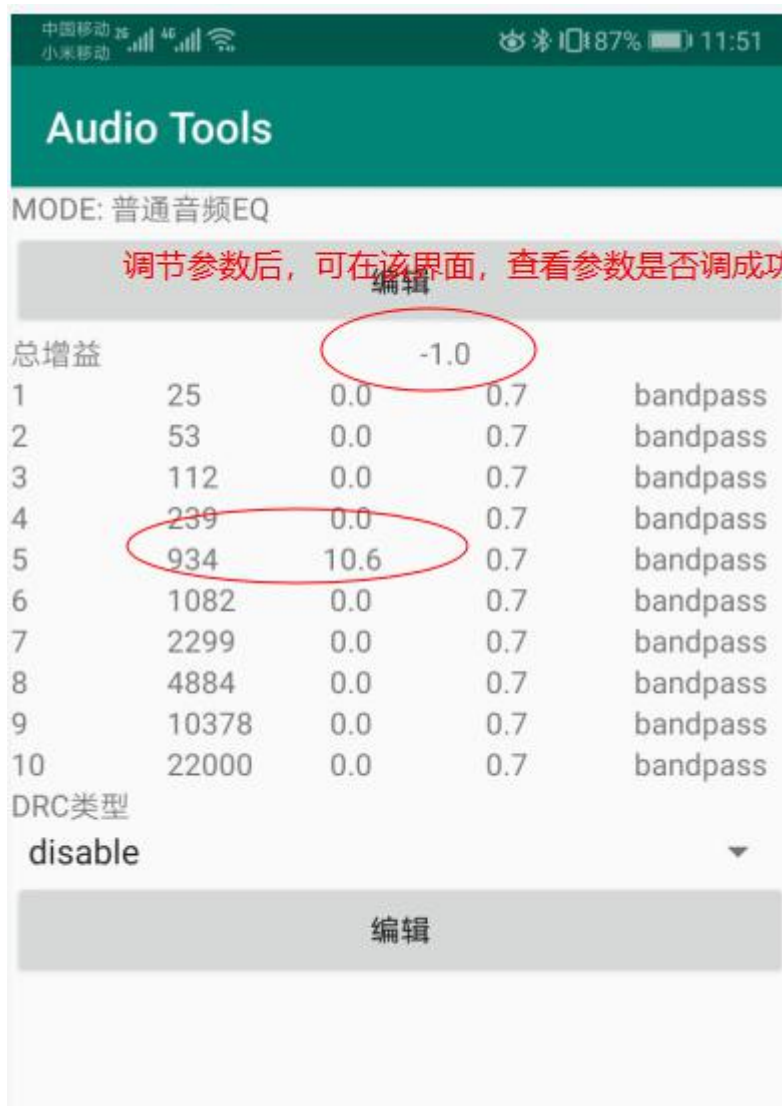 中国移动 2G 4G
小米移动 87% 11:51
Audio Tools
MODE: 普通音频EQ
调节参数后，可在该界面，查看参数是否调成功
编辑
总增益 -1.0
1 25 0.0 0.7 bandpass
2 53 0.0 0.7 bandpass
3 112 0.0 0.7 bandpass
4 239 0.0 0.7 bandpass
5 934 10.6 0.7 bandpass
6 1082 0.0 0.7 bandpass
7 2299 0.0 0.7 bandpass
8 4884 0.0 0.7 bandpass
9 10378 0.0 0.7 bandpass
10 22000 0.0 0.7 bandpass
DRC类型
disable
编辑